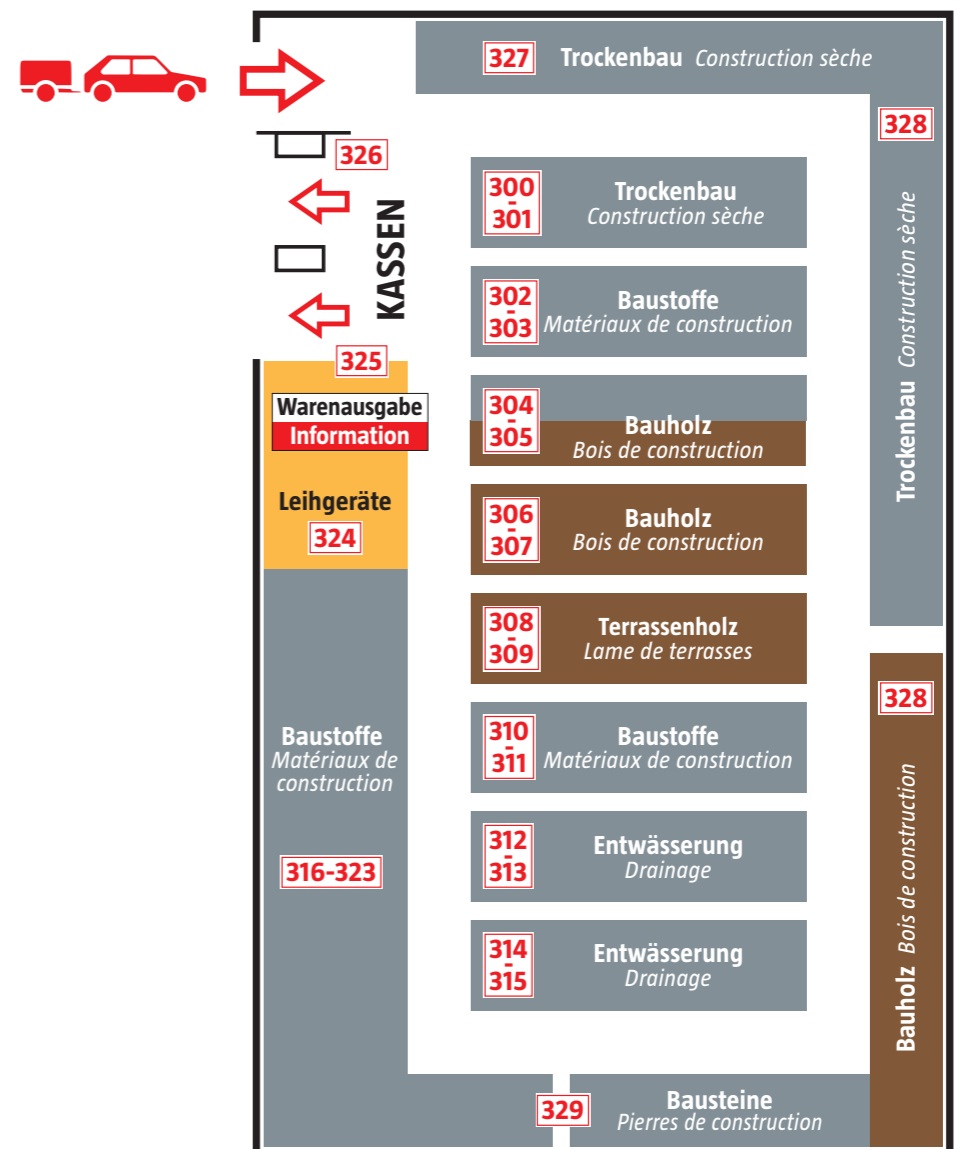 327
Trockenbau Construction sèche
328
Trockenbau Construction sèche
326
KASSEN
325
Warenausgabe
Information
Leihgeräte
324
300
-
301
Trockenbau
Construction sèche
302
-
303
Baustoffe
Matériaux de construction
304
-
305
Bauholz
Bois de construction
306
-
307
Bauholz
Bois de construction
308
-
309
Terrassenholz
Lame de terrasses
328
Bauholz Bois de construction
310
-
311
Baustoffe
Matériaux de construction
Baustoffe
Matériaux de
construction
316-323
312
-
313
Entwässerung
Drainage
314
-
315
Entwässerung
Drainage
329
Bausteine
Pierres de construction